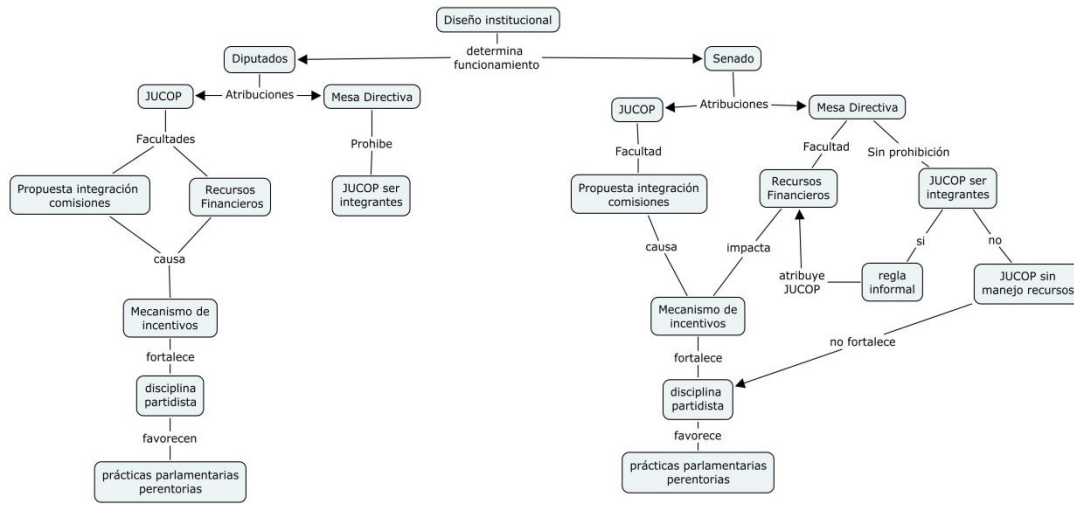 Diseño institucional
determina
funcionamiento
Diputados
Senado
JUCOP
Atribuciones
Mesa Directiva
JUCOP
Atribuciones
Mesa Directiva
Facultades
Prohibe
Facultad
Facultad
Sin prohibición
Propuesta integración
comisiones
Recursos
Financieros
JUCOP ser
integrantes
Propuesta integración
comisiones
Recursos
Financieros
JUCOP ser
integrantes
causa
causa
impacta
si
no
atribuye
JUCOP
regla
informal
JUCOP sin
manejo recursos
Mecanismo de
incentivos
Mecanismo de
incentivos
fortalece
fortalece
no fortalece
disciplina
partidista
disciplina
partidista
favorecen
favorece
prácticas parlamentarias
perentorias
prácticas parlamentarias
perentorias